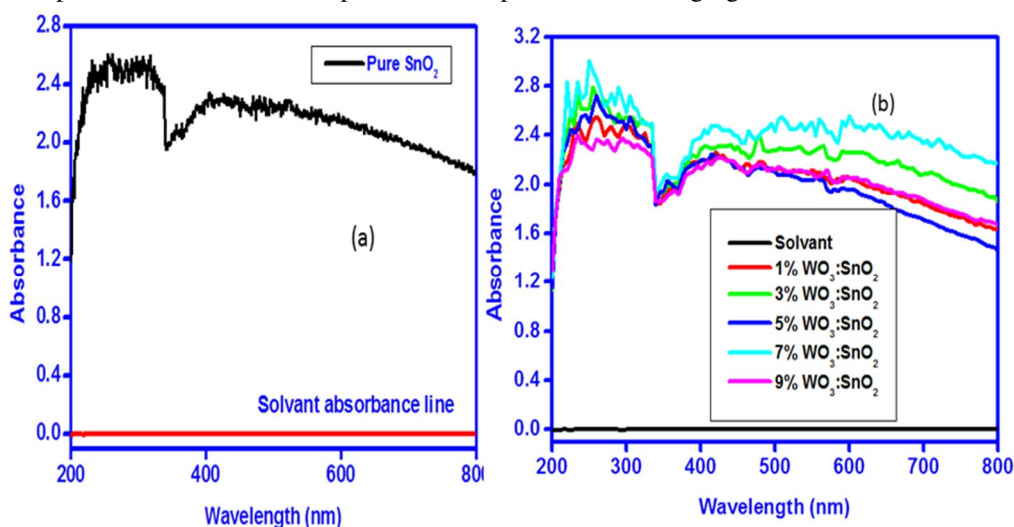 2.8
2.4
2.0
1.6
1.2
0.8
0.4
0.0
Absorbance
Pure SnO2
(a)
Solvant absorbance line
200
400
600
80
Wavelength (nm)
3.2
2.8
2.4
2.0
1.6
1.2
0.8
0.4
0.0
Absorbance
(b)
Solvant
1% WO3:SnO2
3% WO3:SnO2
5% WO3:SnO2
7% WO3:SnO2
9% WO3:SnO2
200
300
400
500
600
700
800
Wavelength (nm)